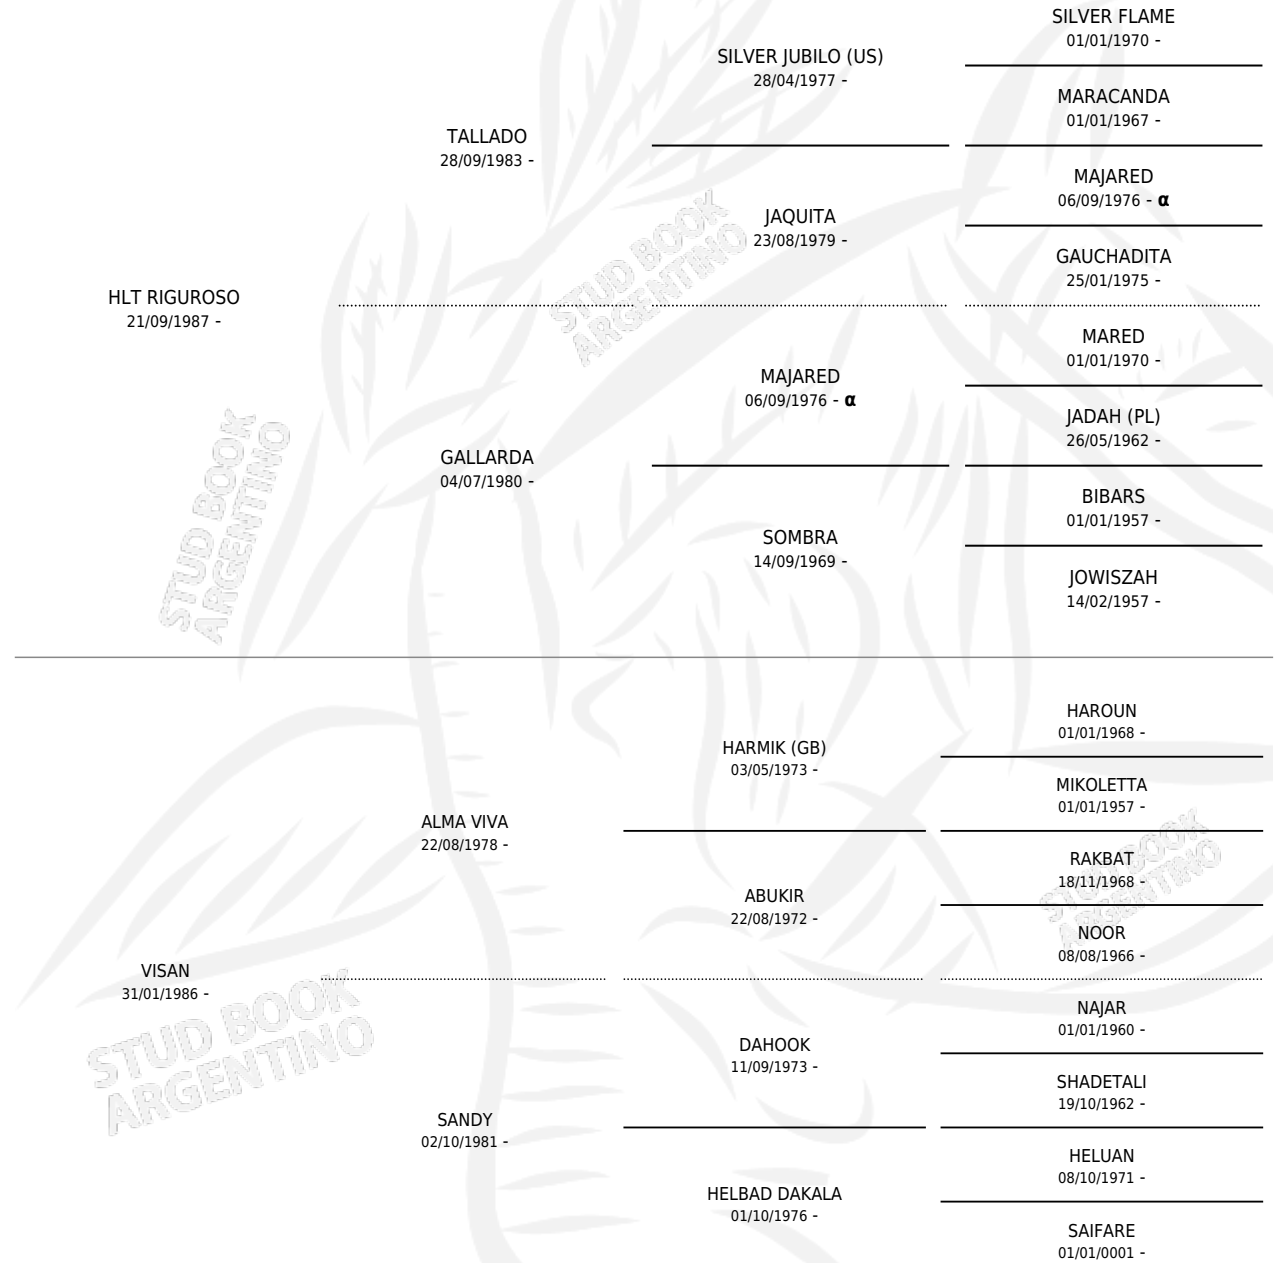 SILVER FLAME
01/01/1970 -
SILVER JUBILO (US)
28/04/1977 -
MARACANDA
01/01/1967 -
TALLADO
28/09/1983 -
MAJARED
06/09/1976 - α
JAQUITA
23/08/1979 -
GAUCHADITA
25/01/1975 -
HLT RIGUROSO
21/09/1987 -
MARED
01/01/1970 -
MAJARED
06/09/1976 - α
JADAH (PL)
26/05/1962 -
GALLARDA
04/07/1980 -
BIBARS
01/01/1957 -
SOMBRA
14/09/1969 -
JOWISZAH
14/02/1957 -
HAROUN
01/01/1968 -
HARMIK (GB)
03/05/1973 -
MIKOLETTA
01/01/1957 -
ALMA VIVA
22/08/1978 -
RAKBAT
18/11/1968 -
ABUKIR
22/08/1972 -
NOOR
08/08/1966 -
VISAN
31/01/1986 -
NAJAR
01/01/1960 -
DAHOOK
11/09/1973 -
SHADETALI
19/10/1962 -
SANDY
02/10/1981 -
HELUAN
08/10/1971 -
HELBAD DAKALA
01/10/1976 -
SAIFARE
01/01/0001 -
STUD BOOK
ARGENTINO
STUD BOOK
ARGENTINO
STUD BOOK
ARGENTINO
STUD BOOK
ARGENTINO